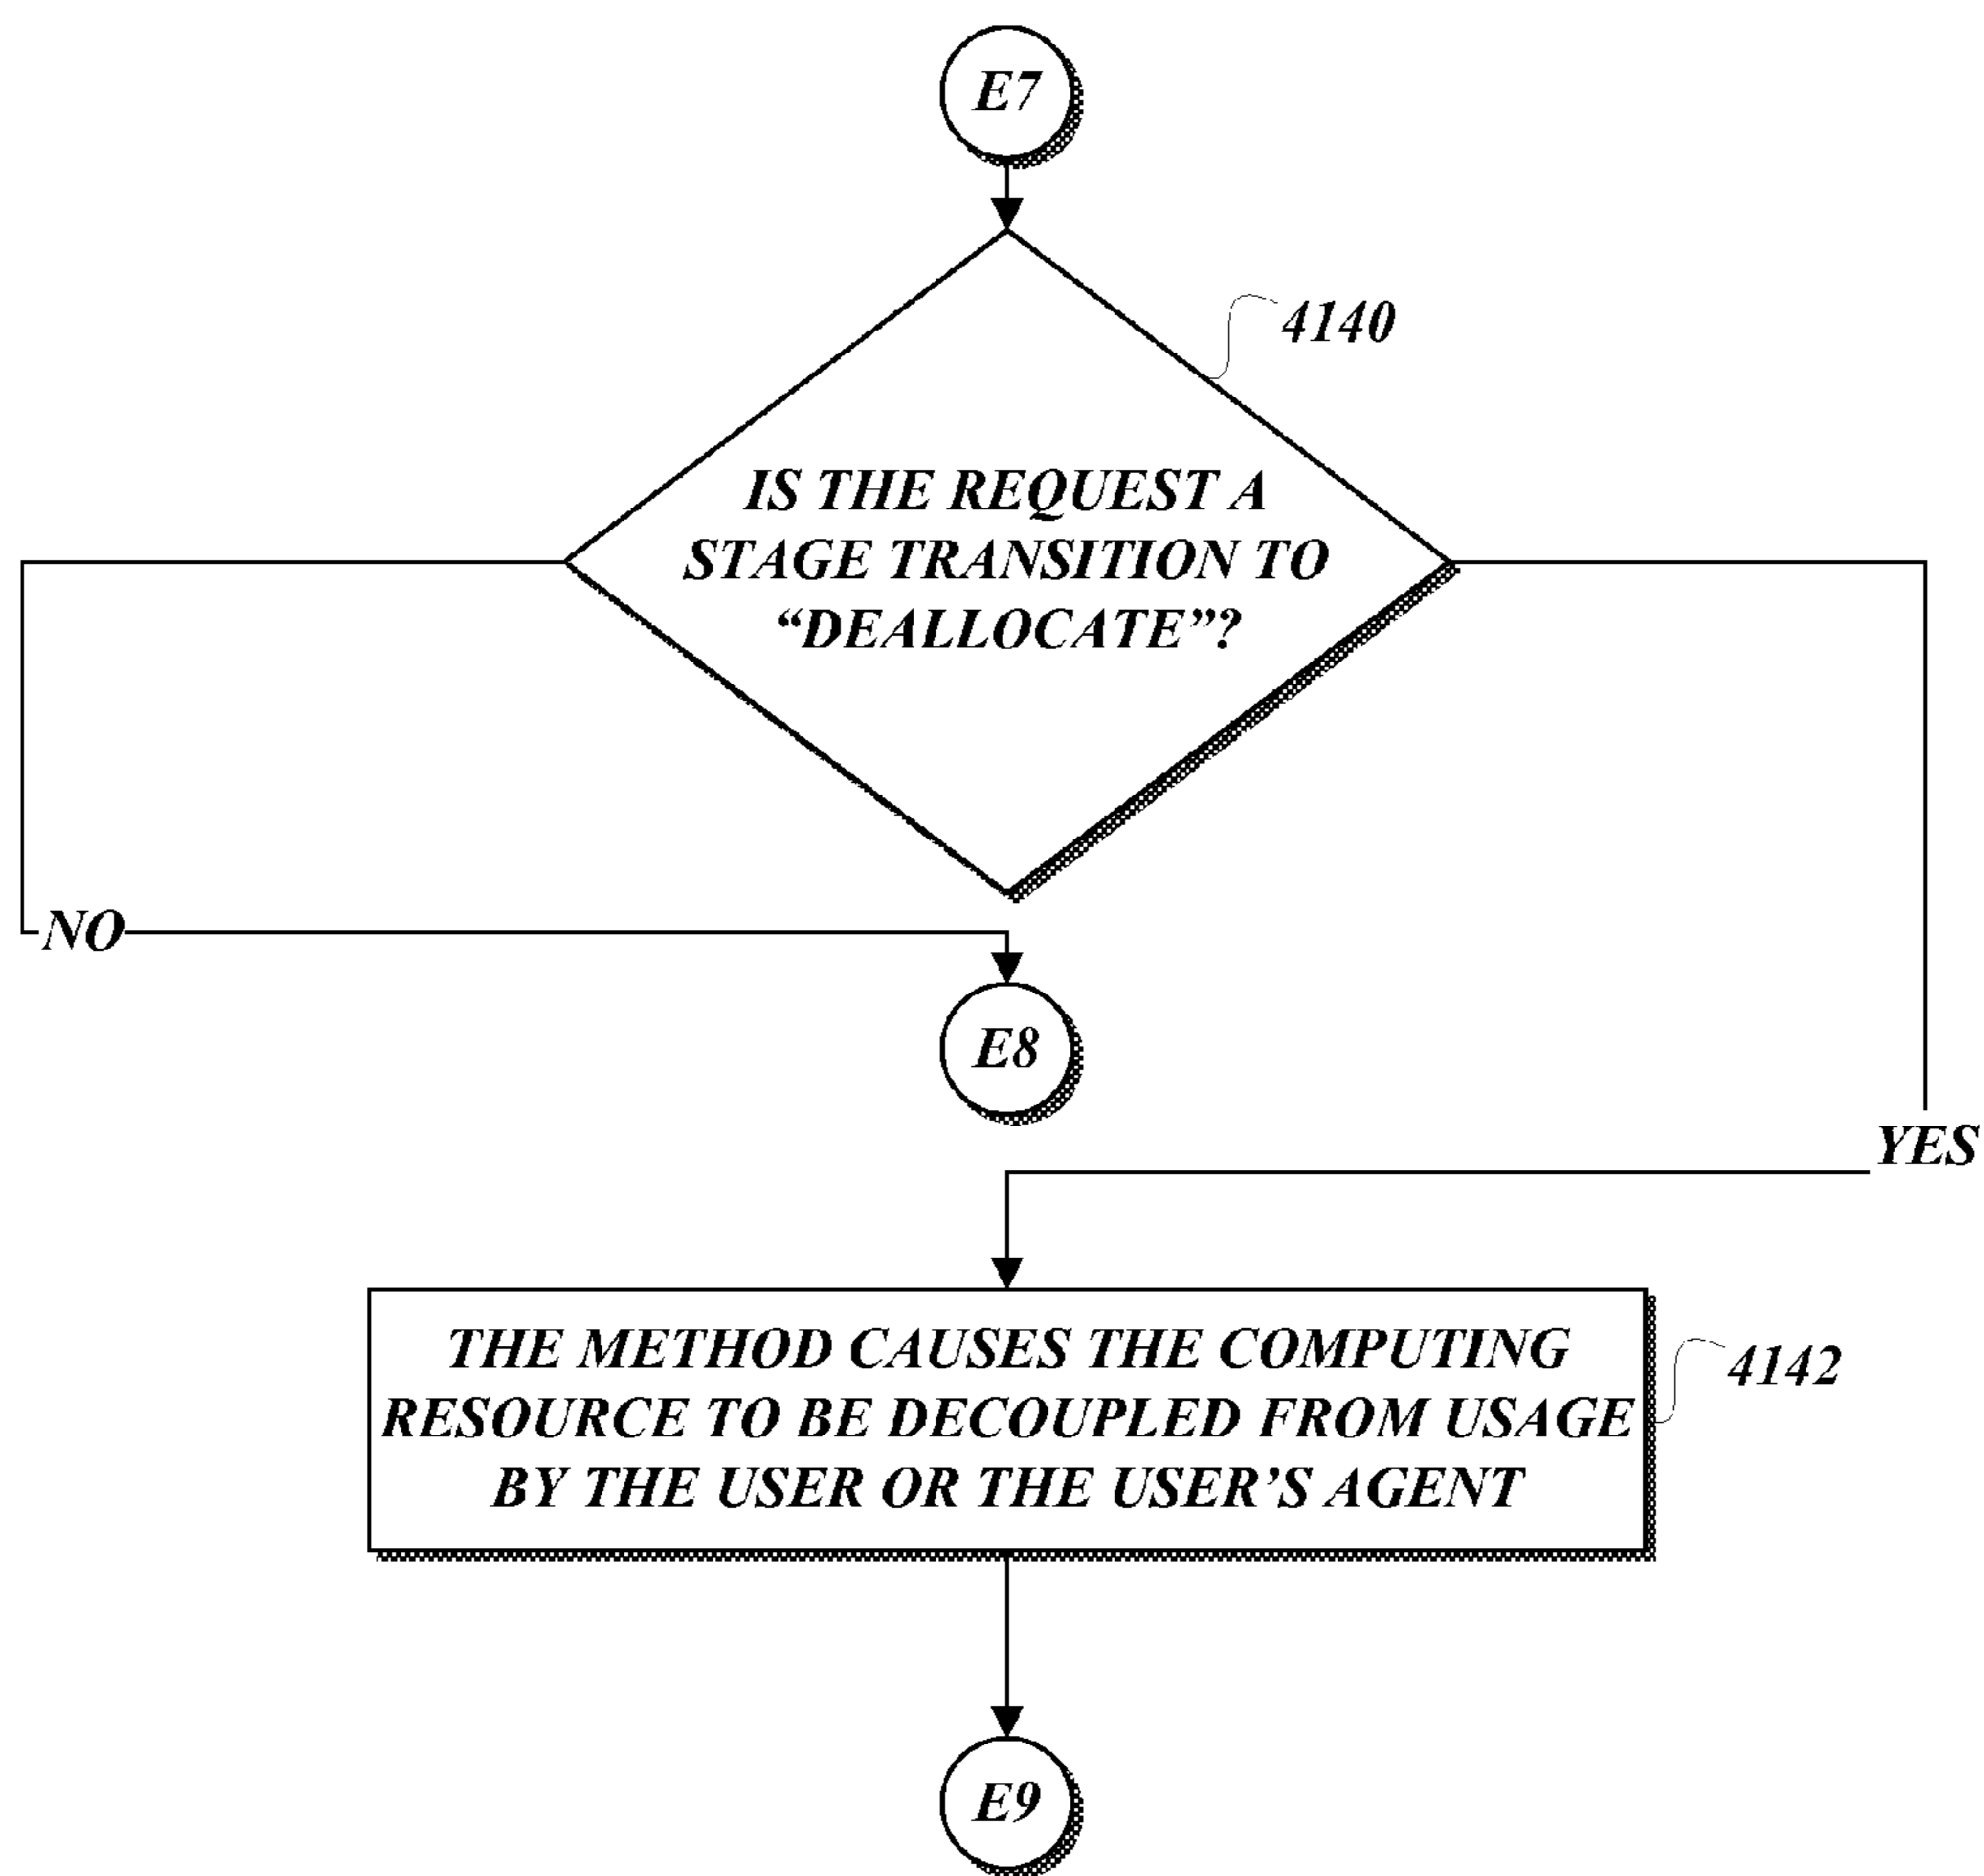 E7
4140
IS THE REQUEST A
STAGE TRANSITION TO
“DEALLOCATE”?
NO
E8
YES
THE METHOD CAUSES THE COMPUTING
RESOURCE TO BE DECOUPLED FROM USAGE
BY THE USER OR THE USER’S AGENT
4142
E9